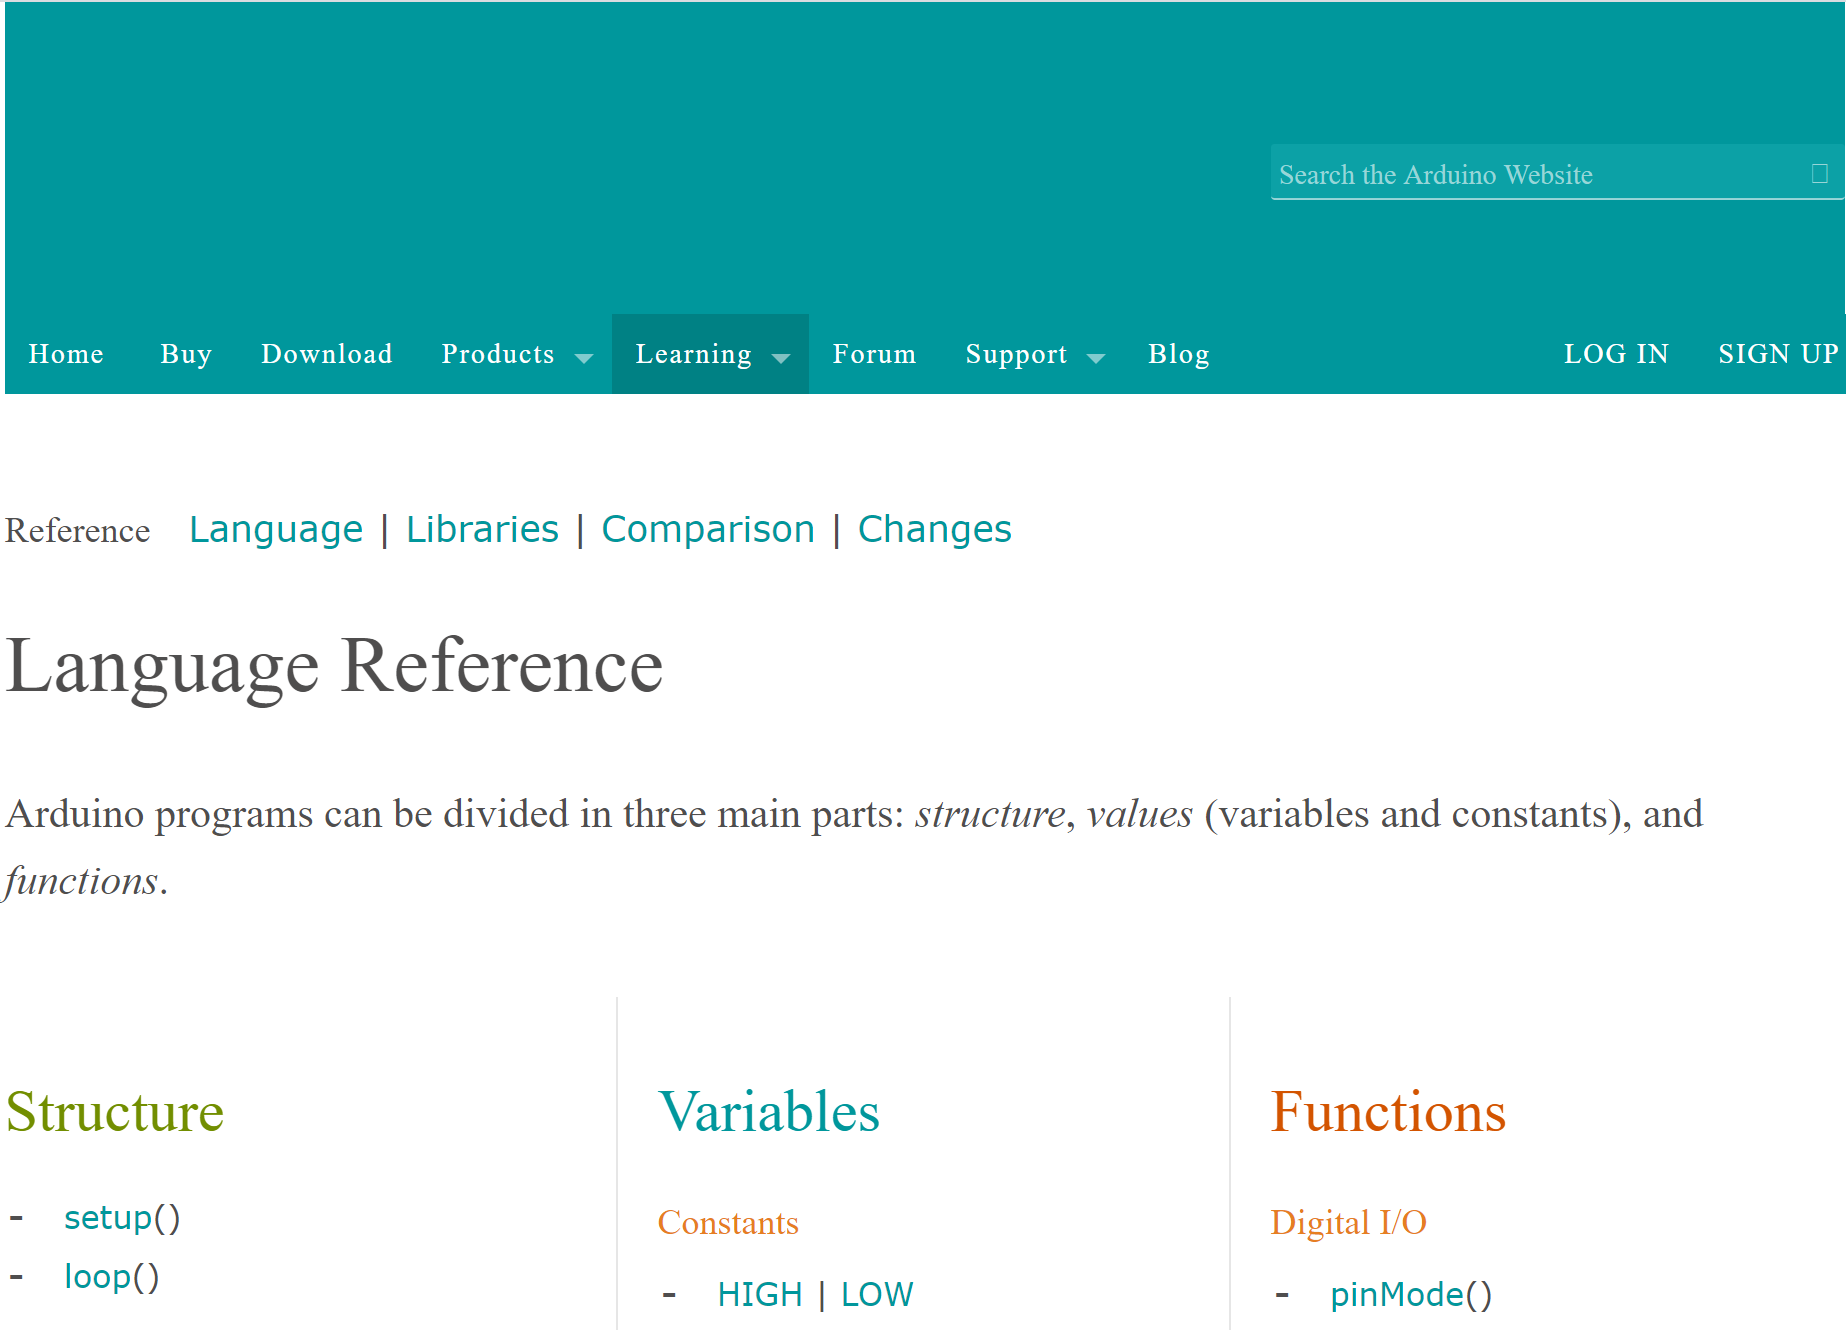 Search the Arduino Website
Home Buy Download Products Learning Forum Support Blog LOG IN SIGN UP
Reference Language | Libraries | Comparison | Changes
Language Reference
Arduino programs can be divided in three main parts: structure, values (variables and constants), and
functions.
Structure
- setup()
- loop()
Variables
Constants
- HIGH | LOW
Functions
Digital I/O
- pinMode()